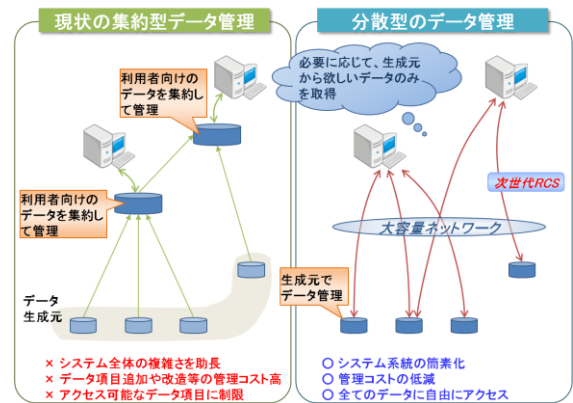 現状の集約型データ管理
利用者向けの
データを集約し
て管理
利用者向けの
データを集約し
て管理
データ
生成元
× システム全体の複雑さを助長
× データ項目追加や改造等の管理コスト高
× アクセス可能なデータ項目に制限
分散型のデータ管理
必要に応じて、生成元
から欲しいデータのみ
を取得
次世代RCS
大容量ネットワーク
生成元で
データ管理
○ システム系統の簡素化
○ 管理コストの低減
○ 全てのデータに自由にアクセス